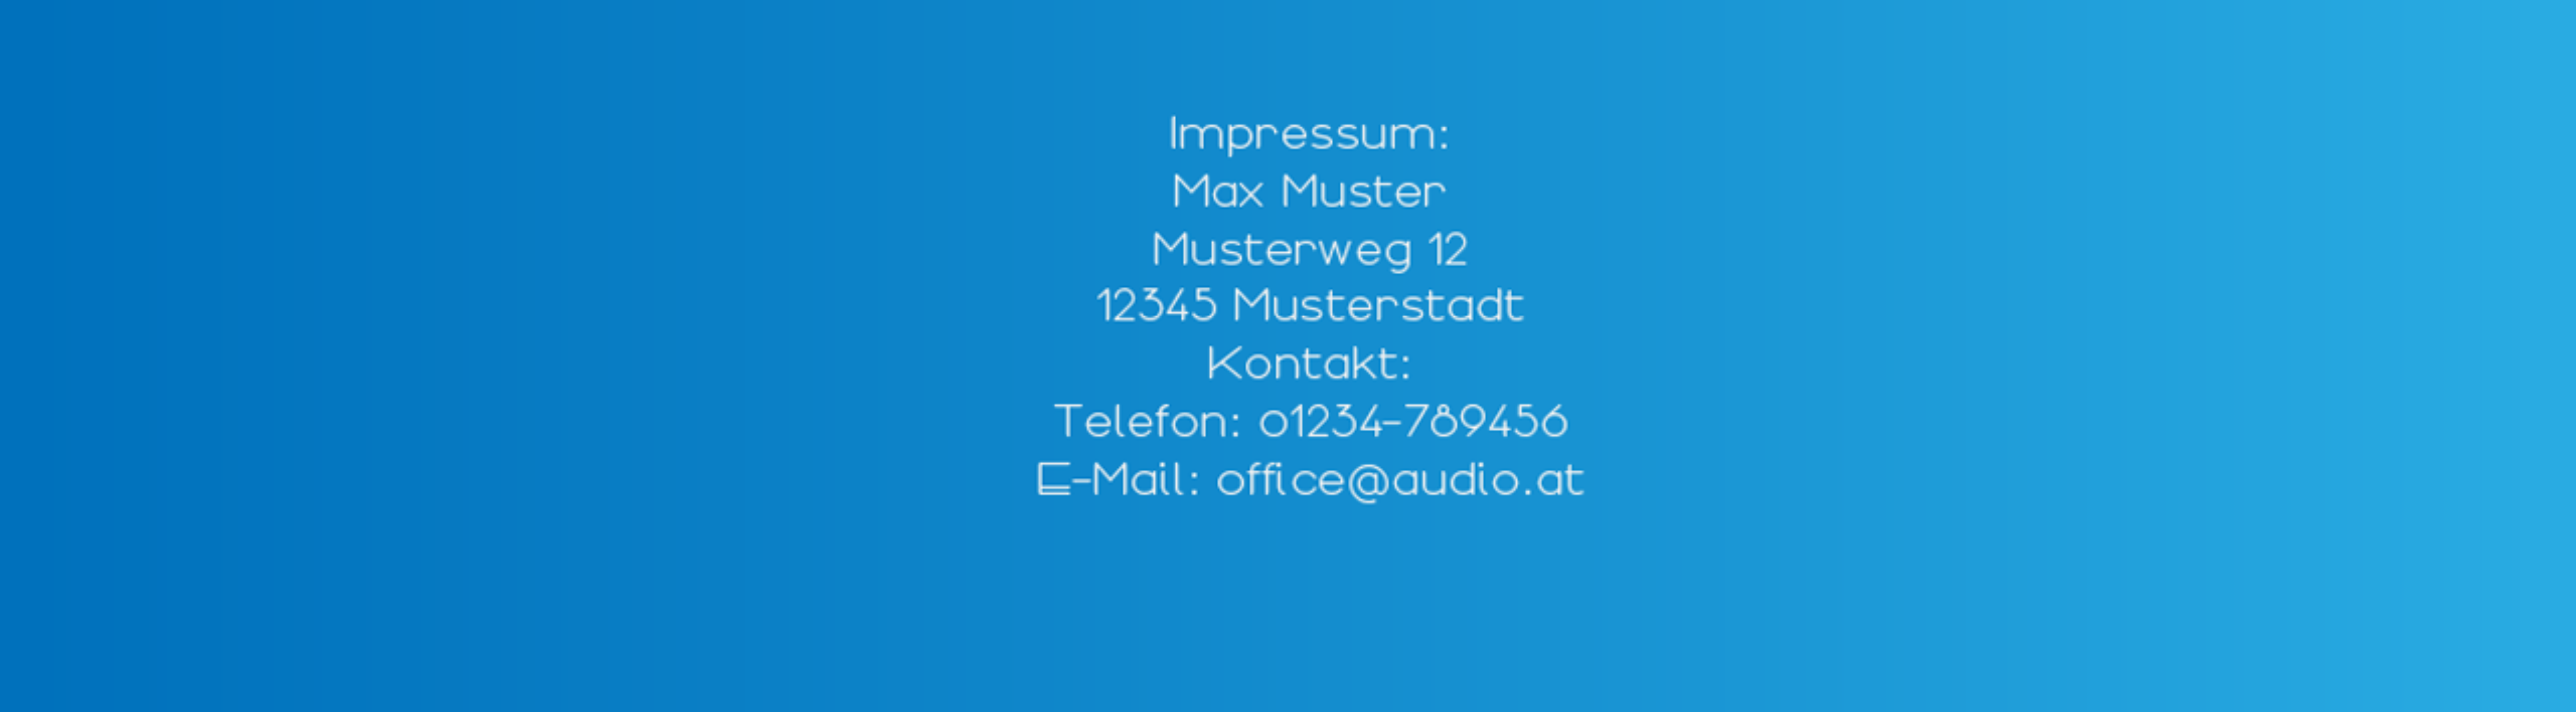 Impressum:
Max Muster
Musterweg 12
12345 Musterstadt
Kontakt:
Telefon: 01234-789456
E-Mail: office@audio.at